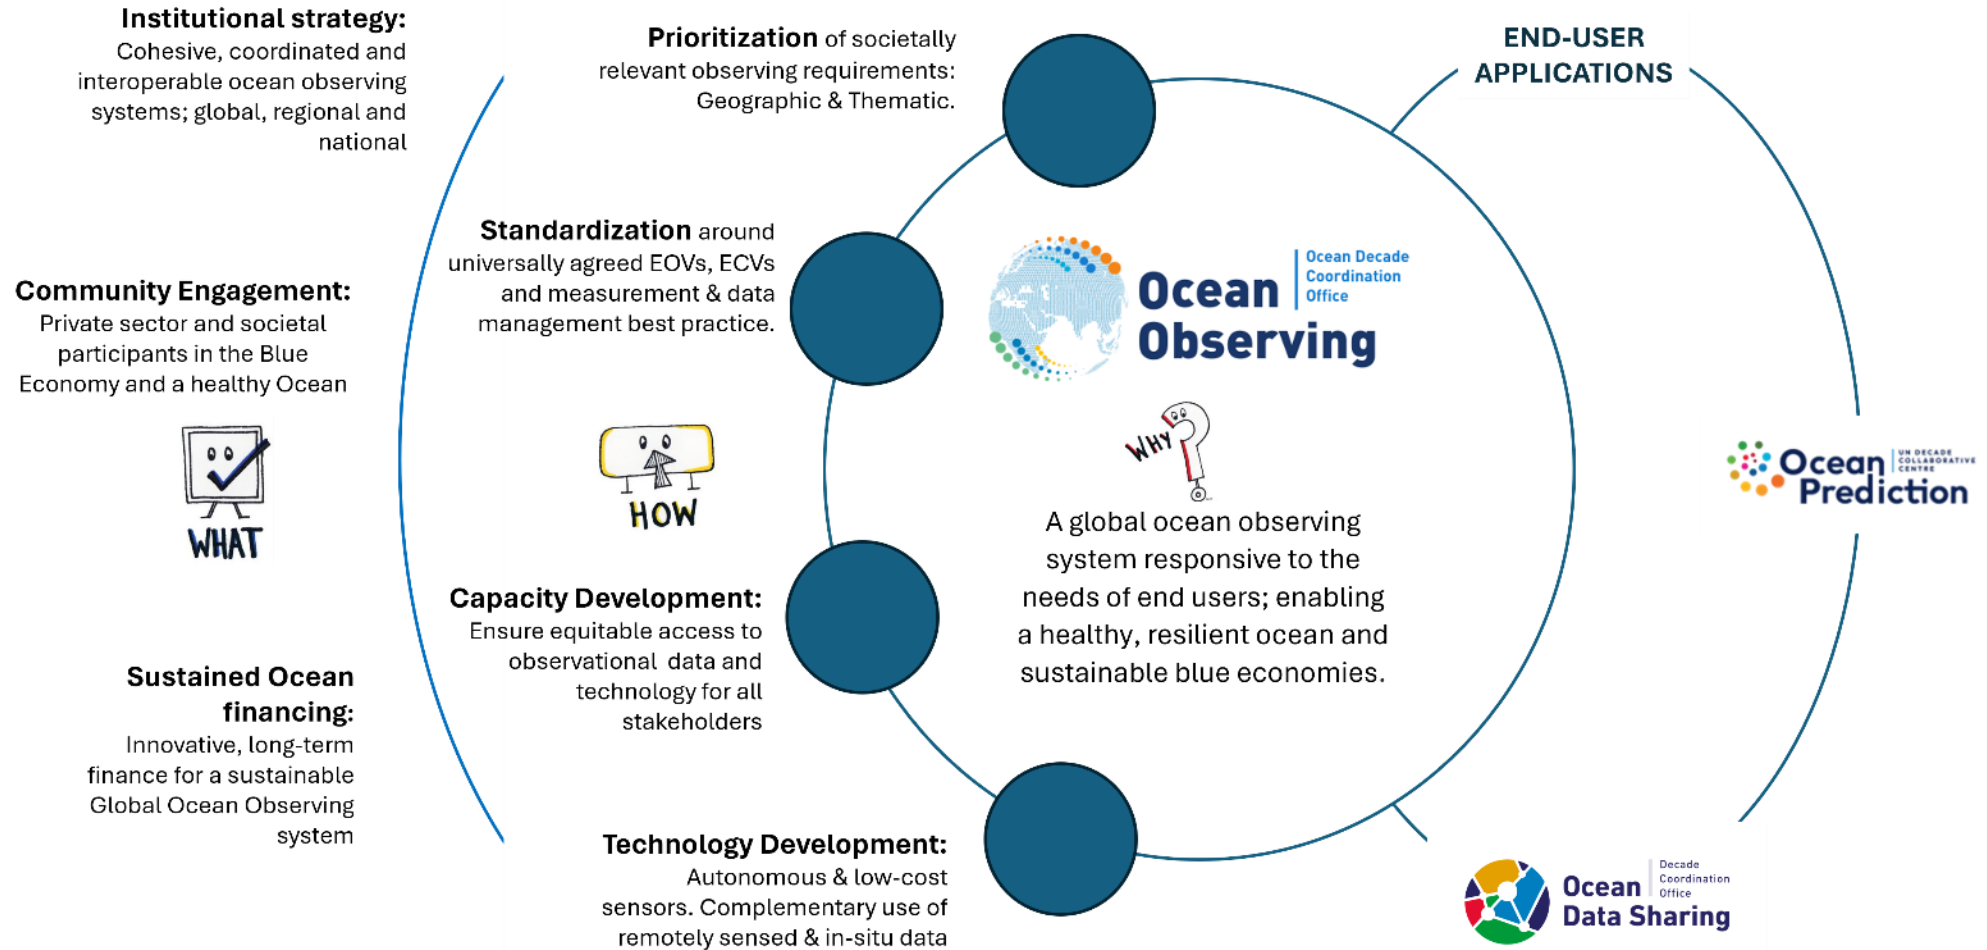 Institutional strategy:
Cohesive, coordinated and
interoperable ocean observing
systems; global, regional and
national
Community Engagement:
Private sector and societal
participants in the Blue
Economy and a healthy Ocean
WHAT
Sustained Ocean
financing:
Innovative, long-term
finance for a sustainable
Global Ocean Observing
system
Prioritization of societally
relevant observing requirements:
Geographic & Thematic.
Standardization around
universally agreed EOVs, ECVs
and measurement & data
management best practice.
HOW
Capacity Development:
Ensure equitable access to
observational data and
technology for all
stakeholders
Technology Development:
Autonomous & low-cost
sensors. Complementary use of
remotely sensed & in-situ data
Ocean
Observing
Ocean Decade
Coordination
Office
WHY
A global ocean observing
system responsive to the
needs of end users; enabling
a healthy, resilient ocean and
sustainable blue economies.
END-USER
APPLICATIONS
Ocean
Prediction
UN DECADE
COLLABORATIVE
CENTRE
Ocean
Data Sharing
Decade
Coordination
Office